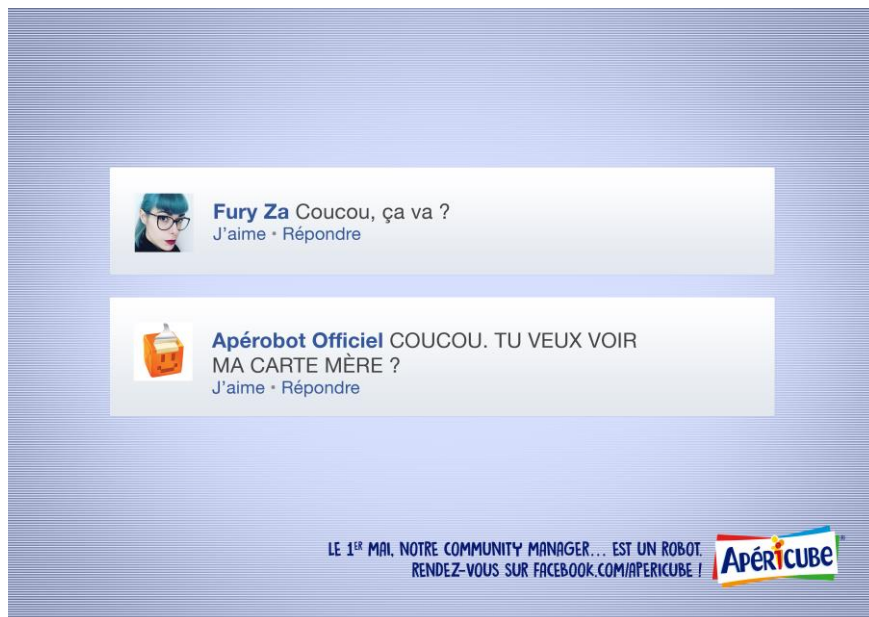 Fury Za Coucou, ça va ?
J'aime • Répondre
Apérobot Officiel COUCOU. TU VEUX VOIR
MA CARTE MÈRE ?
J'aime • Répondre
LE 1ER MAI, NOTRE COMMUNITY MANAGER... EST UN ROBOT.
RENDEZ-VOUS SUR FACEBOOK.COM/APERICUBE !
APÉRICUBE®